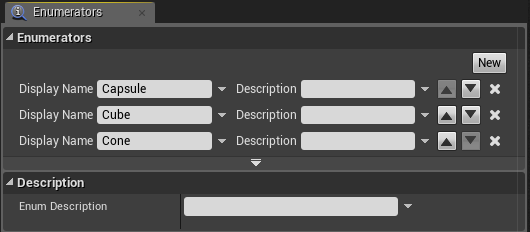 Enumerators
Enumerators
New
Display Name Capsule Description
Display Name Cube Description
Display Name Cone Description
Description
Enum Description